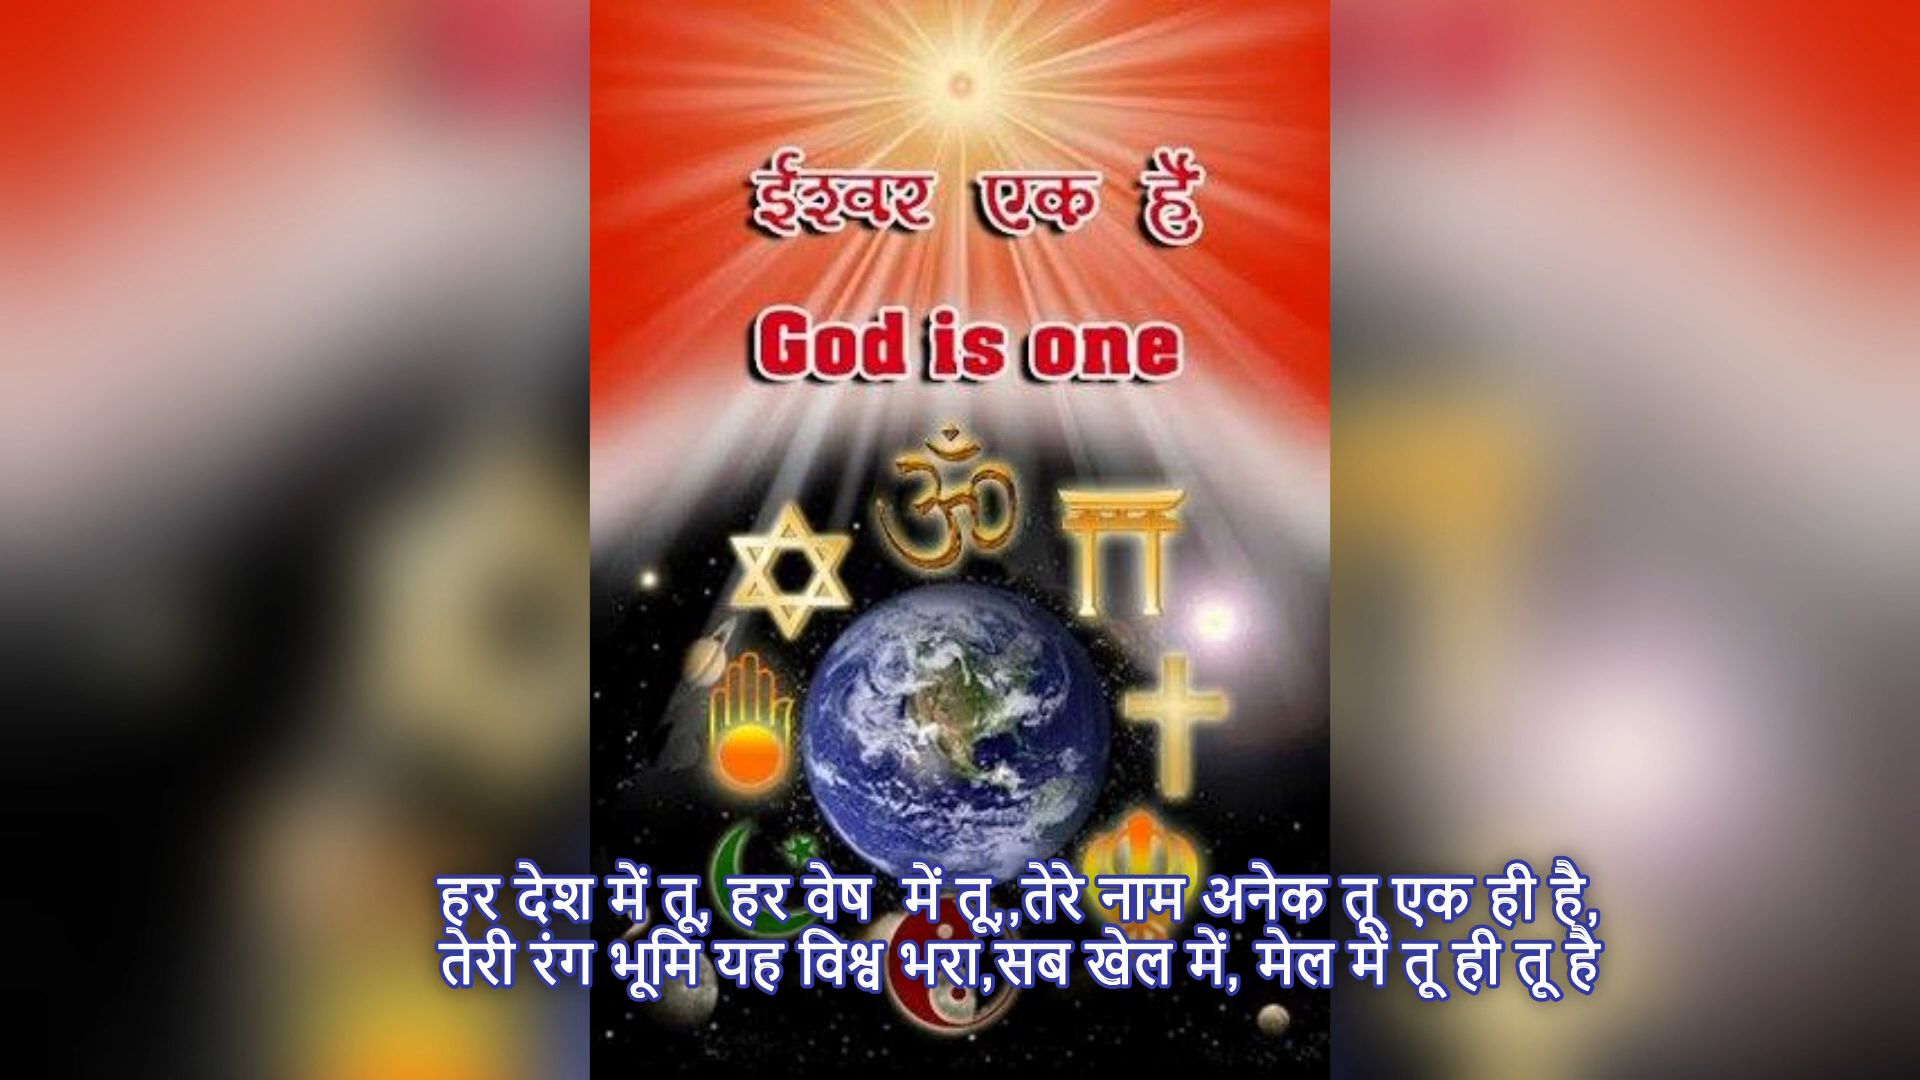 ईश्वर एक हैं
God is one
हर देश में तू, हर वेष में तू,,तेरे नाम अनेक तू एक ही है,
तेरी रंग भूमि यह विश्व भरा,सब खेल में, मेल में तू ही तू है